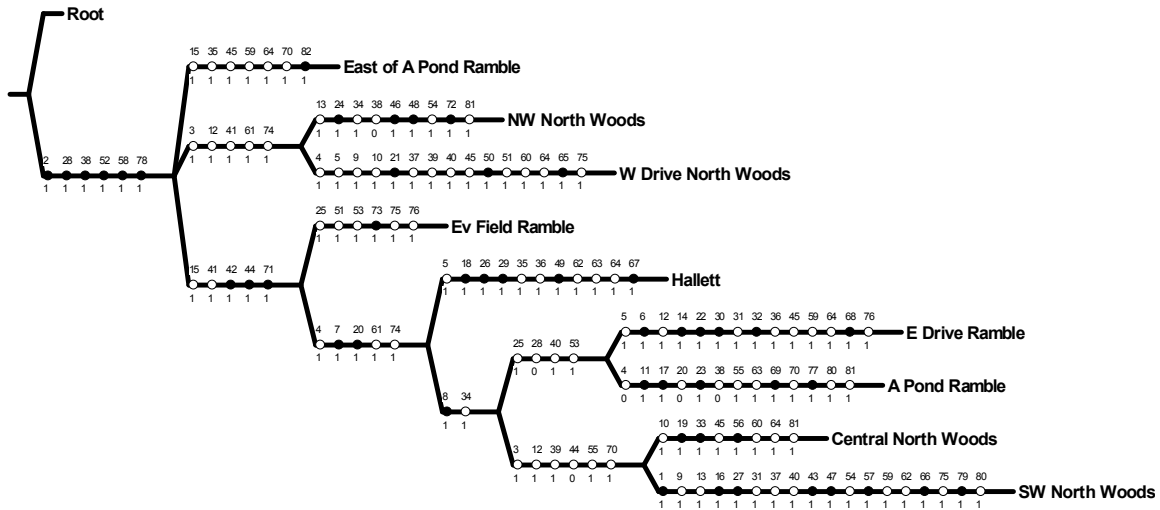 Root
15 35 45 59 64 70 82
East of A Pond Ramble
1 1 1 1 1 1 1
13 24 34 38 46 48 54 72 81
NW North Woods
1 1 1 0 1 1 1 1 1
3 12 41 61 74
1 1 1 1 1
4 5 9 10 21 37 39 40 45 50 51 60 64 65 75
W Drive North Woods
1 1 1 1 1 1 1 1 1 1 1 1 1 1 1
2 28 38 52 58 78
1 1 1 1 1 1
25 51 53 73 75 76
Ev Field Ramble
1 1 1 1 1 1
15 41 42 44 71
1 1 1 1 1
5 18 26 29 35 36 49 62 63 64 67
Hallett
1 1 1 1 1 1 1 1 1 1 1
4 7 20 61 74
1 1 1 1 1
5 6 12 14 22 30 31 32 36 45 59 64 68 76
E Drive Ramble
1 1 1 1 1 1 1 1 1 1 1 1 1 1
25 28 40 53
1 0 1 1
4 11 17 20 23 38 55 63 69 70 77 80 81
A Pond Ramble
0 1 1 0 1 0 1 1 1 1 1 1 1
8 34
1 1
10 19 33 45 56 60 64 81
Central North Woods
1 1 1 1 1 1 1 1
3 12 39 44 55 70
1 1 1 0 1 1
1 9 13 16 27 31 37 40 43 47 54 57 59 62 66 75 79 80
SW North Woods
1 1 1 1 1 1 1 1 1 1 1 1 1 1 1 1 1 1